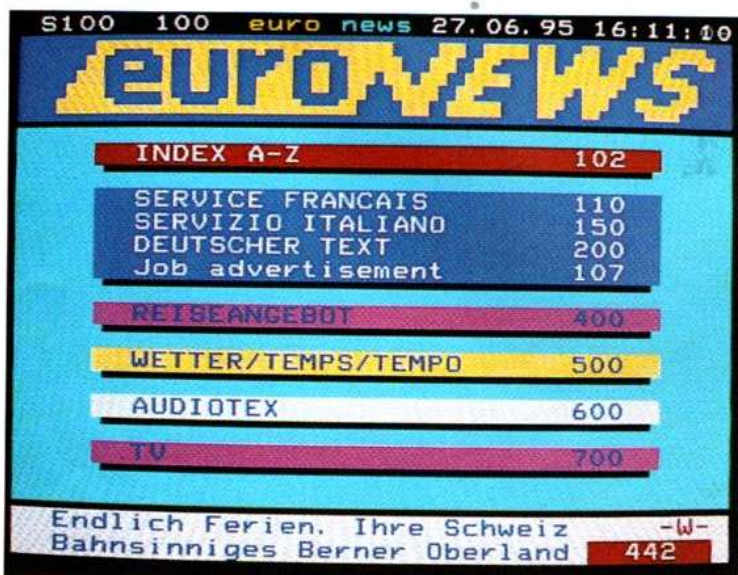 S100 100 euro news 27.06.95 16:11:00
euroNEWS
INDEX A-Z 102
SERVICE FRANCAIS 110
SERVIZIO ITALIANO 150
DEUTSCHER TEXT 200
Job advertisement 107
REISEANGEBOT 400
WETTER/TEMPS/TEMPO 500
AUDIOTEX 600
TV 700
Endlich Ferien. Ihre Schweiz -W-
Bahnsinniges Berner Oberland 442